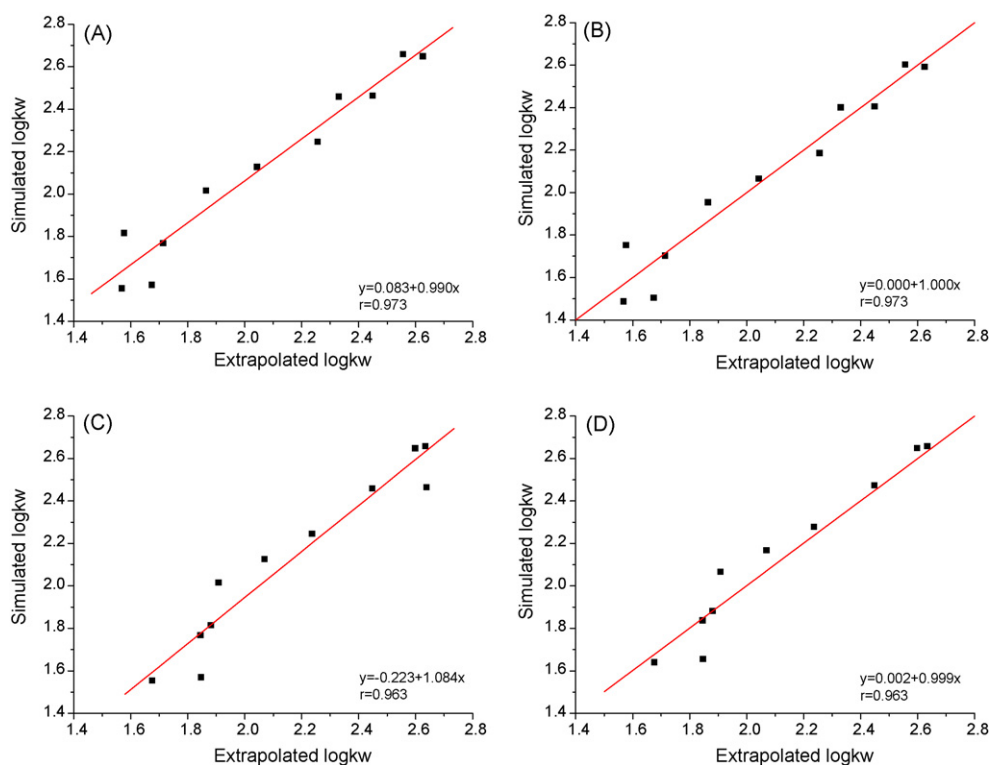 (A)
2.8
2.6
2.4
2.2
2.0
1.8
1.6
1.4
Simulated logkw
y=0.083+0.990x
r=0.973
1.4 1.6 1.8 2.0 2.2 2.4 2.6 2.8
Extrapolated logkw
(B)
2.8
2.6
2.4
2.2
2.0
1.8
1.6
1.4
Simulated logkw
y=0.000+1.000x
r=0.973
1.4 1.6 1.8 2.0 2.2 2.4 2.6 2.8
Extrapolated logkw
(C)
2.8
2.6
2.4
2.2
2.0
1.8
1.6
1.4
Simulated logkw
y=-0.223+1.084x
r=0.963
1.4 1.6 1.8 2.0 2.2 2.4 2.6 2.8
Extrapolated logkw
(D)
2.8
2.6
2.4
2.2
2.0
1.8
1.6
1.4
Simulated logkw
y=0.002+0.999x
r=0.963
1.4 1.6 1.8 2.0 2.2 2.4 2.6 2.8
Extrapolated logkw